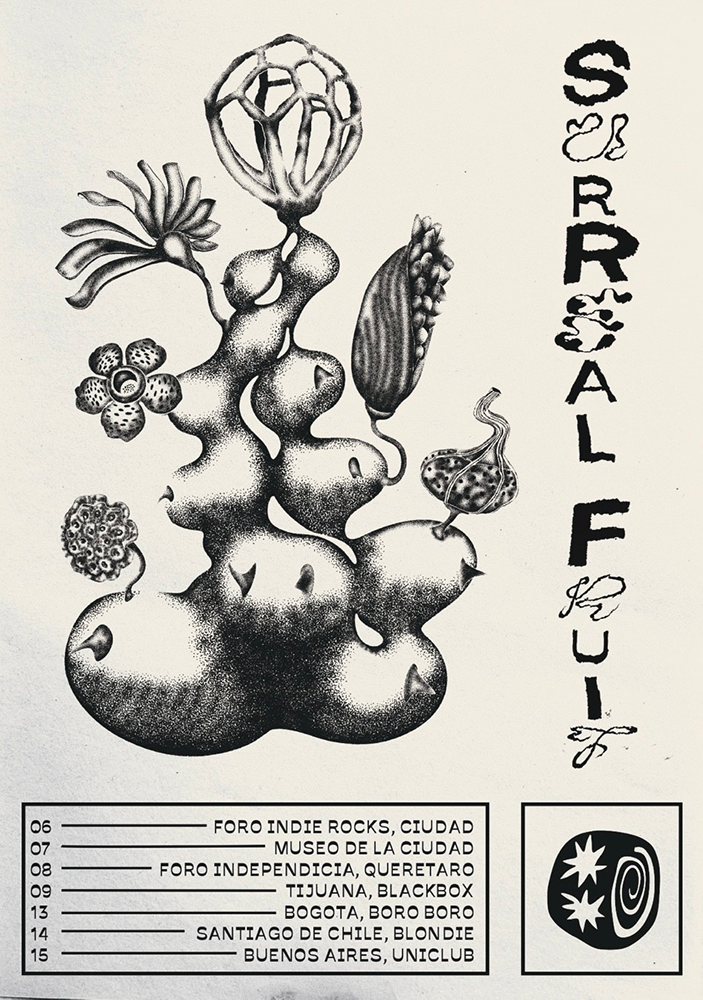 SURREAL FRUIT
06 FORO INDIE ROCKS, CIUDAD
07 MUSEO DE LA CIUDAD
08 FORO INDEPENDICIA, QUERETARO
09 TIJUANA, BLACKBOX
13 BOGOTA, BORO BORO
14 SANTIAGO DE CHILE, BLONDIE
15 BUENOS AIRES, UNICLUB